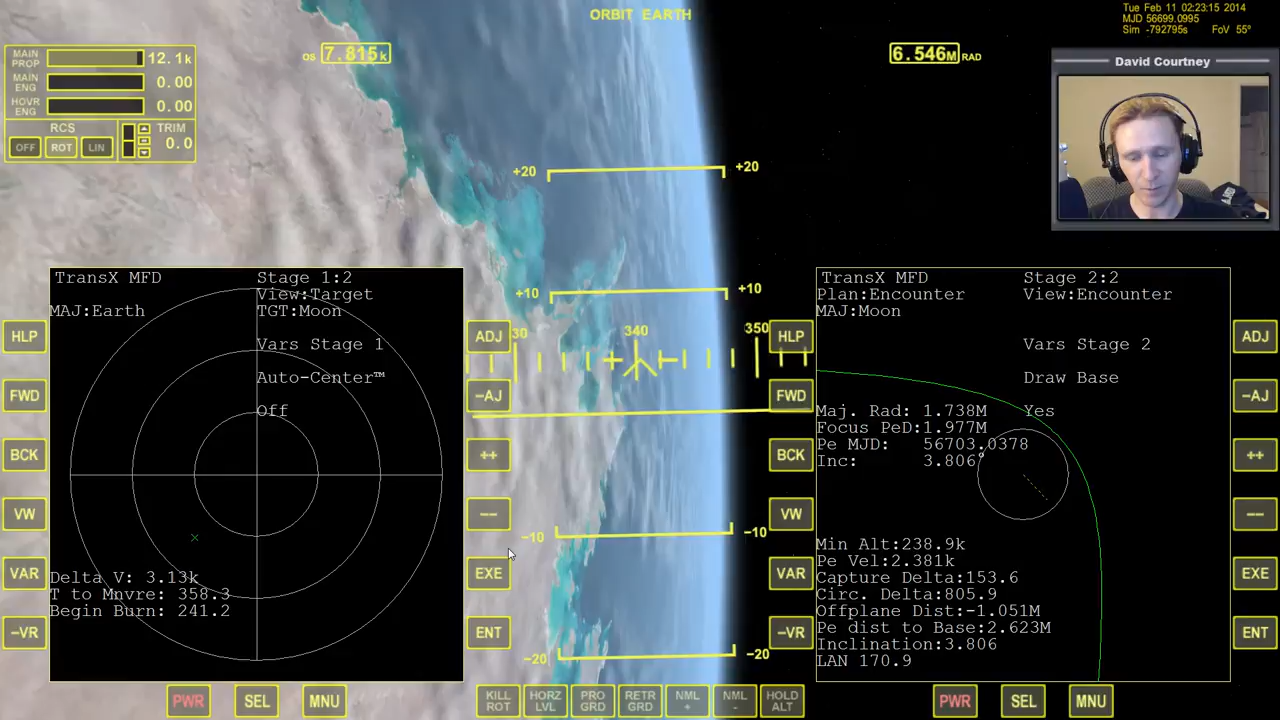 ORBIT EARTH
Tue Feb 11 02:23:15 2014
MJD 56699.0995
Sim -792795s FoV 55°
MAIN PROP 12.1k
MAIN ENG 0.00
HOVR ENG 0.00
RCS TRIM
OFF ROT LIN 0.0
OS 7.815k
6.546M RAD
David Courtney
+20 +20
+10 +10
30 340 350
-10 -10
-20 -20
TransX MFD Stage 1:2
View:Target
MAJ:Earth TGT:Moon
Vars Stage 1
Auto-Center™
Off
Delta V: 3.13k
T to Mnvre: 358.3
Begin Burn: 241.2
HLP
FWD
BCK
VW
VAR
-VR
ADJ
-AJ
++
--
EXE
ENT
PWR SEL MNU
TransX MFD Stage 2:2
Plan:Encounter View:Encounter
MAJ:Moon
Vars Stage 2
Draw Base
Maj. Rad: 1.738M Yes
Focus PeD:1.977M
Pe MJD: 56703.0378
Inc: 3.806°
Min Alt:238.9k
Pe Vel:2.381k
Capture Delta:153.6
Circ. Delta:805.9
Offplane Dist:-1.051M
Pe dist to Base:2.623M
Inclination:3.806
LAN 170.9
HLP
FWD
BCK
VW
VAR
-VR
ADJ
-AJ
++
--
EXE
ENT
PWR SEL MNU
KILL ROT
HORZ LVL
PRO GRD
RETR GRD
NML +
NML -
HOLD ALT